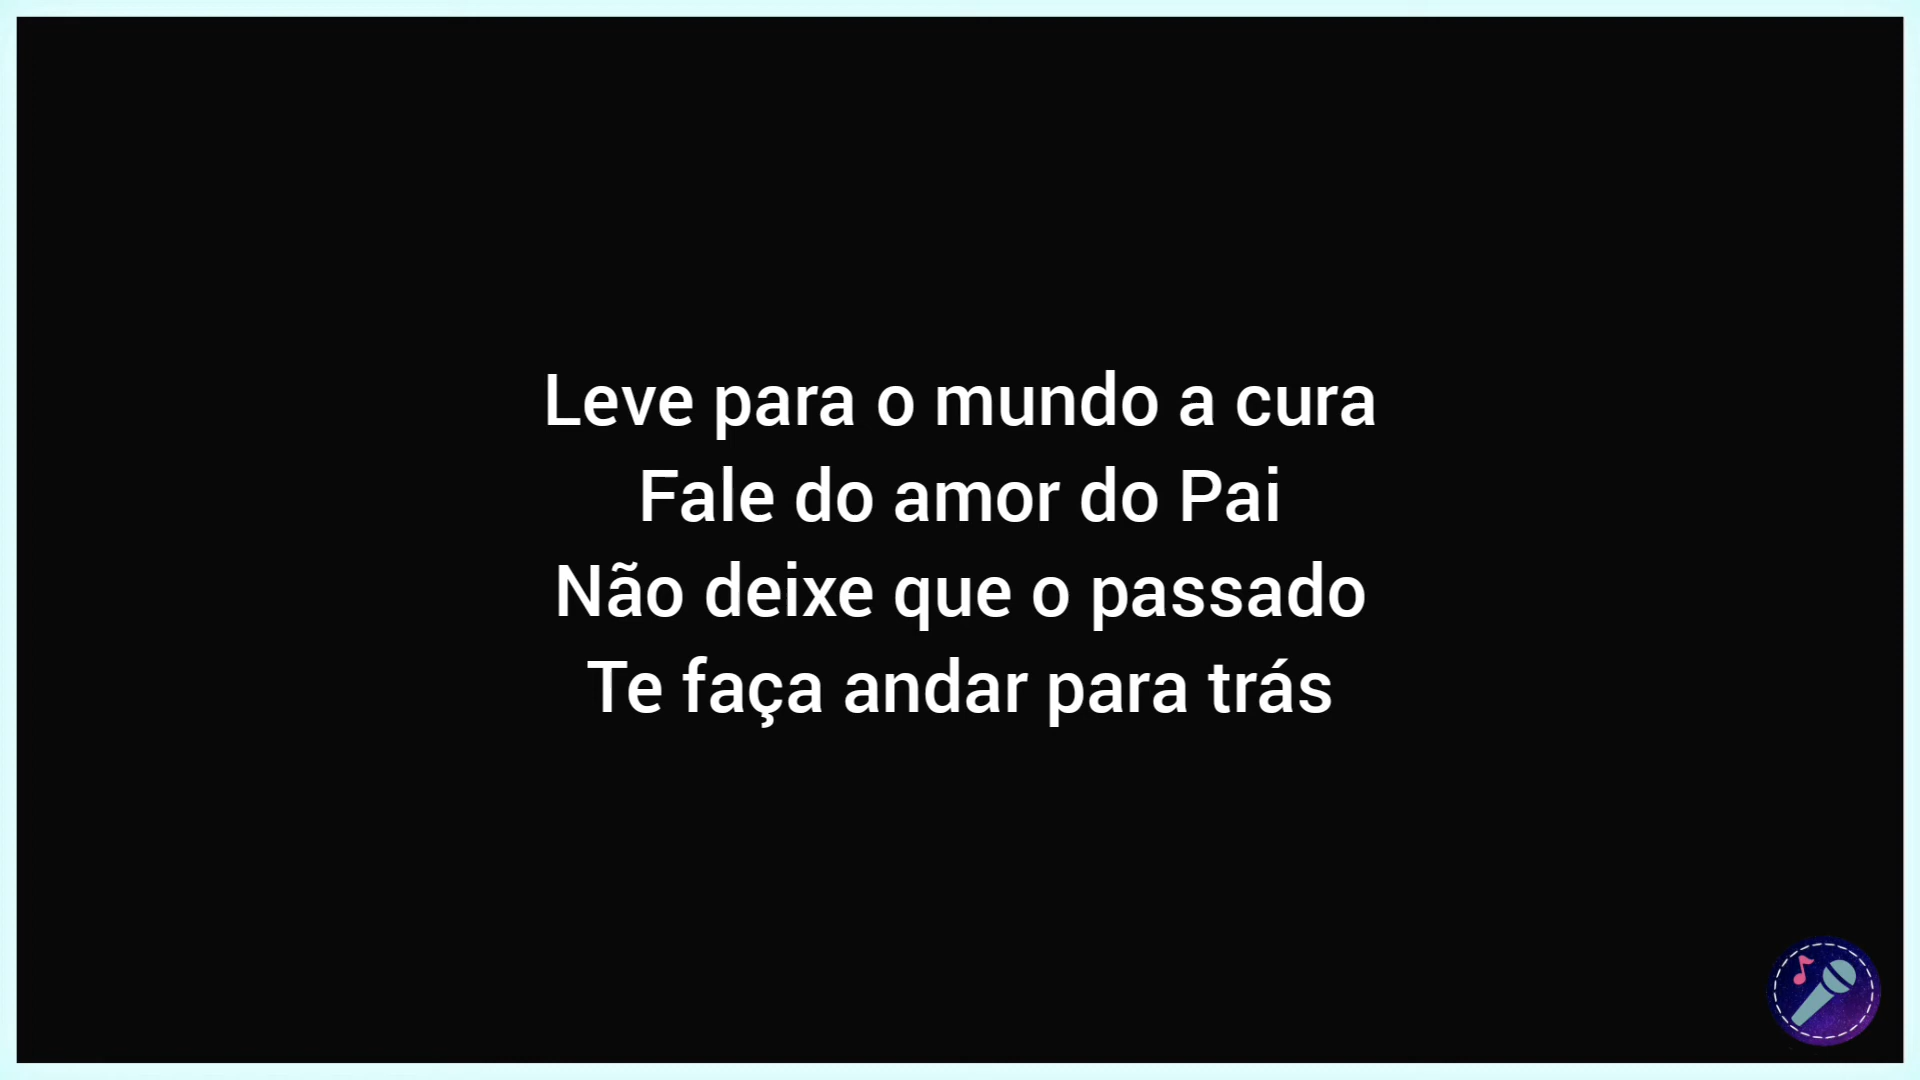 Leve para o mundo a cura
Fale do amor do Pai
Não deixe que o passado
Te faça andar para trás